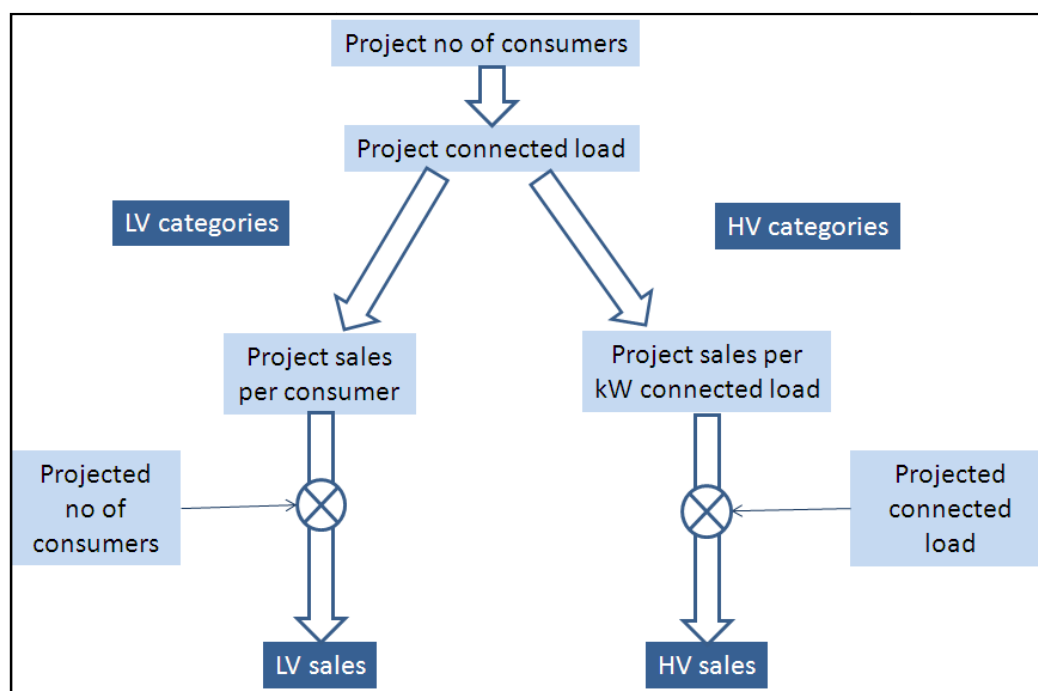 Project no of consumers
Project connected load
LV categories
HV categories
Project sales
per consumer
Project sales per
kW connected load
Projected
no of
consumers
Projected
connected
load
LV sales
HV sales